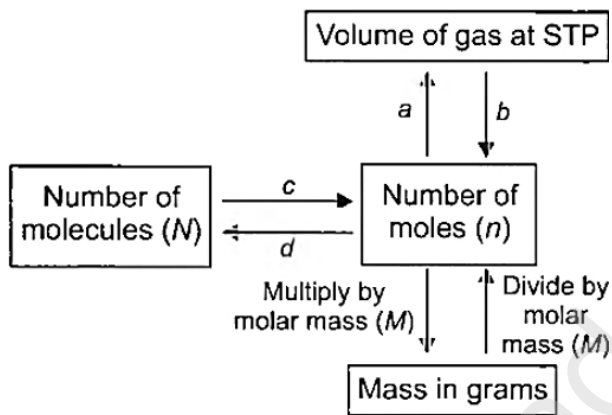 Volume of gas at STP
a
b
Number of
molecules (N)
c
d
Number of
moles (n)
Multiply by
molar mass (M)
Divide by
molar
mass (M)
Mass in grams